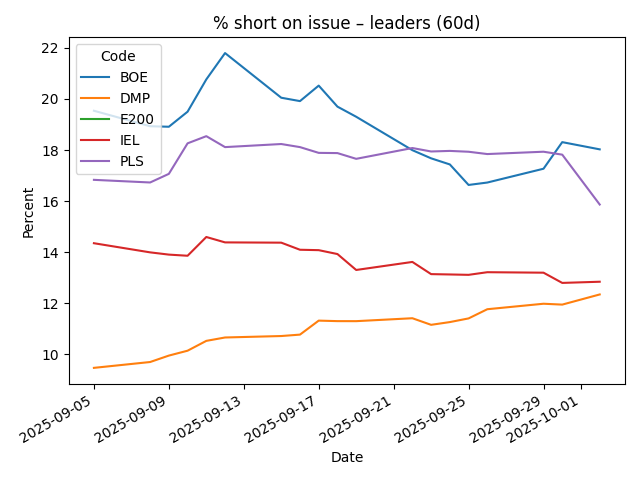 % short on issue – leaders (60d)
Code
BOE
DMP
E200
IEL
PLS
Percent
22
20
18
16
14
12
10
2025-09-05
2025-09-09
2025-09-13
2025-09-17
2025-09-21
2025-09-25
2025-09-29
2025-10-01
Date